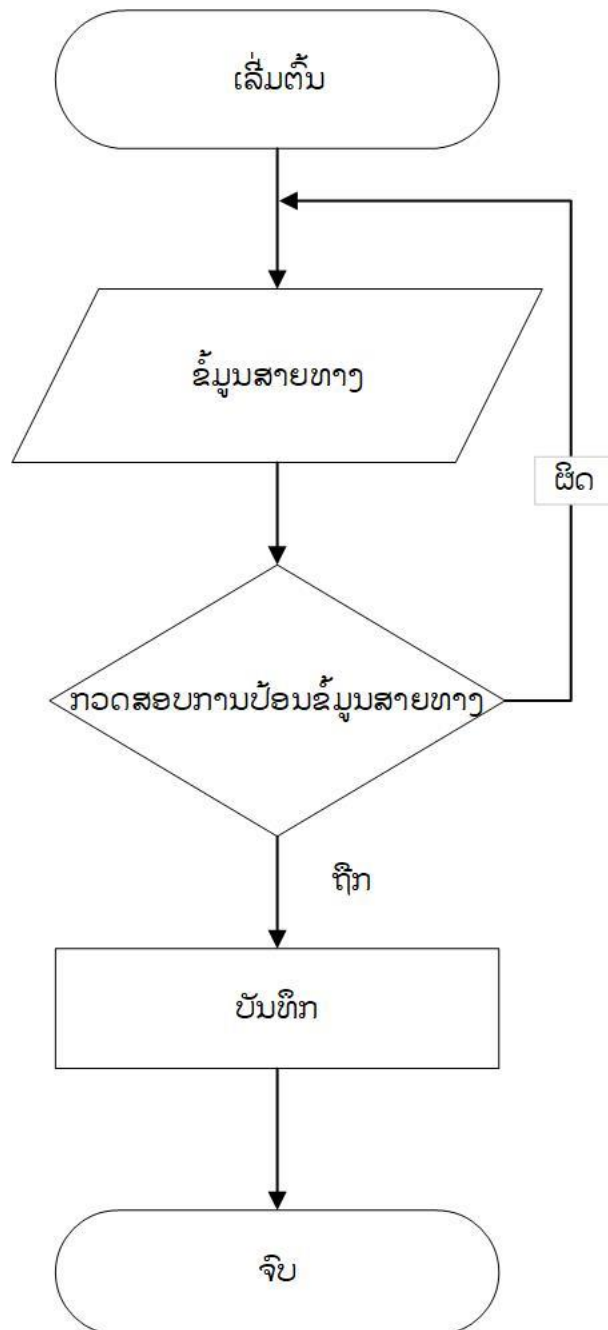 ເລີ່ມຕົ້ນ
ຂໍ້ມູນສາຍທາງ
ຜິດ
ກວດສອບການປ້ອນຂໍ້ມູນສາຍທາງ
ຖືກ
ບັນທຶກ
ຈົບ